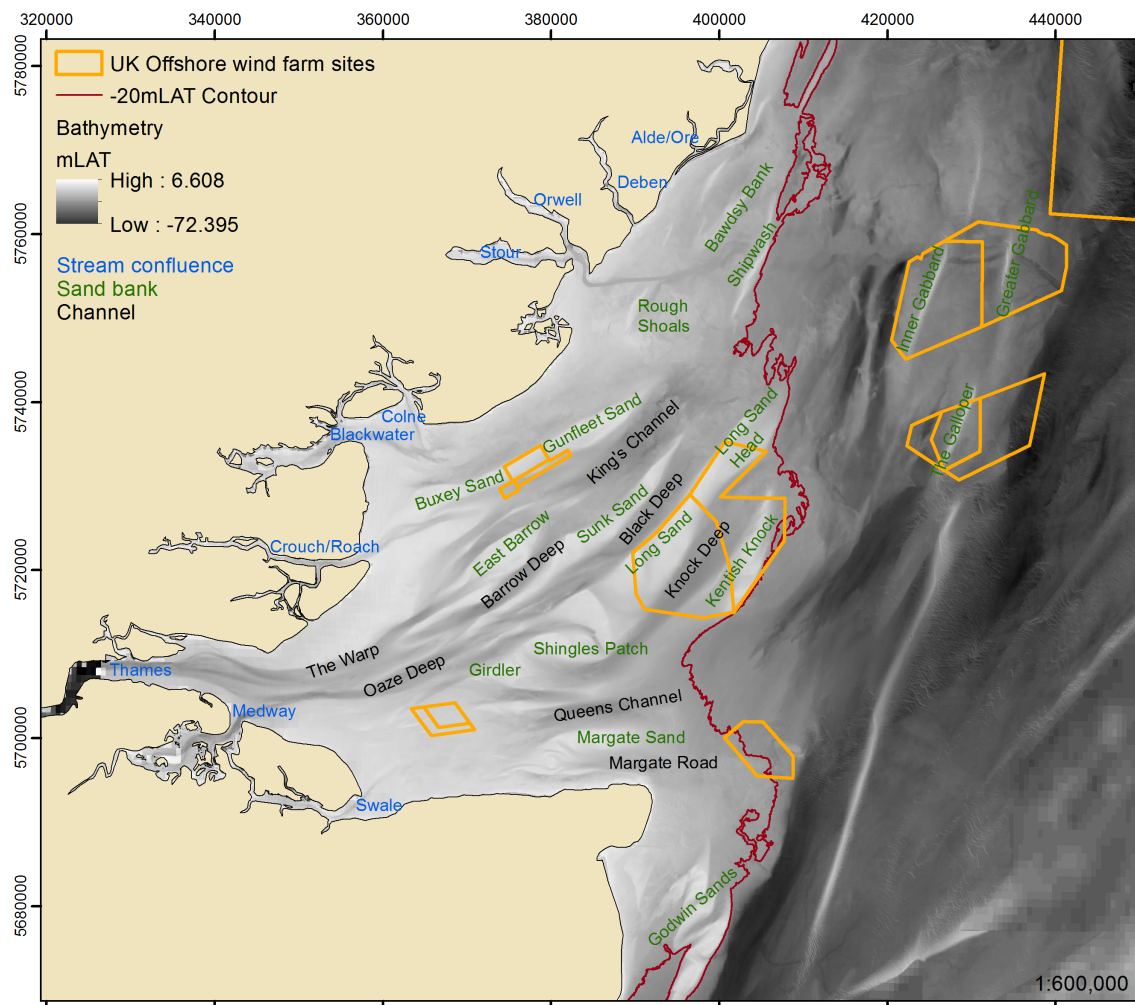 320000 340000 360000 380000 400000 420000 440000
5780000
5760000
5740000
5720000
5700000
5680000
UK Offshore wind farm sites
-20mLAT Contour
Bathymetry
mLAT
High : 6.608
Low : -72.395
Stream confluence
Sand bank
Channel
Alde/Ore
Deben
Orwell
Stour
Bawdsy Bank
Shipwash
Rough
Shoals
Inner Gabbard
Greater Gabbard
The Galloper
Colne
Blackwater
Gunfleet Sand
Buxey Sand
King's Channel
Long Sand
Head
Sunk Sand
Black Deep
East Barrow
Barrow Deep
Long Sand
Knock Deep
Kentish Knock
Crouch/Roach
Thames
The Warp
Oaze Deep
Girdler
Shingles Patch
Medway
Queens Channel
Margate Sand
Margate Road
Swale
Godwin Sands
1:600,000